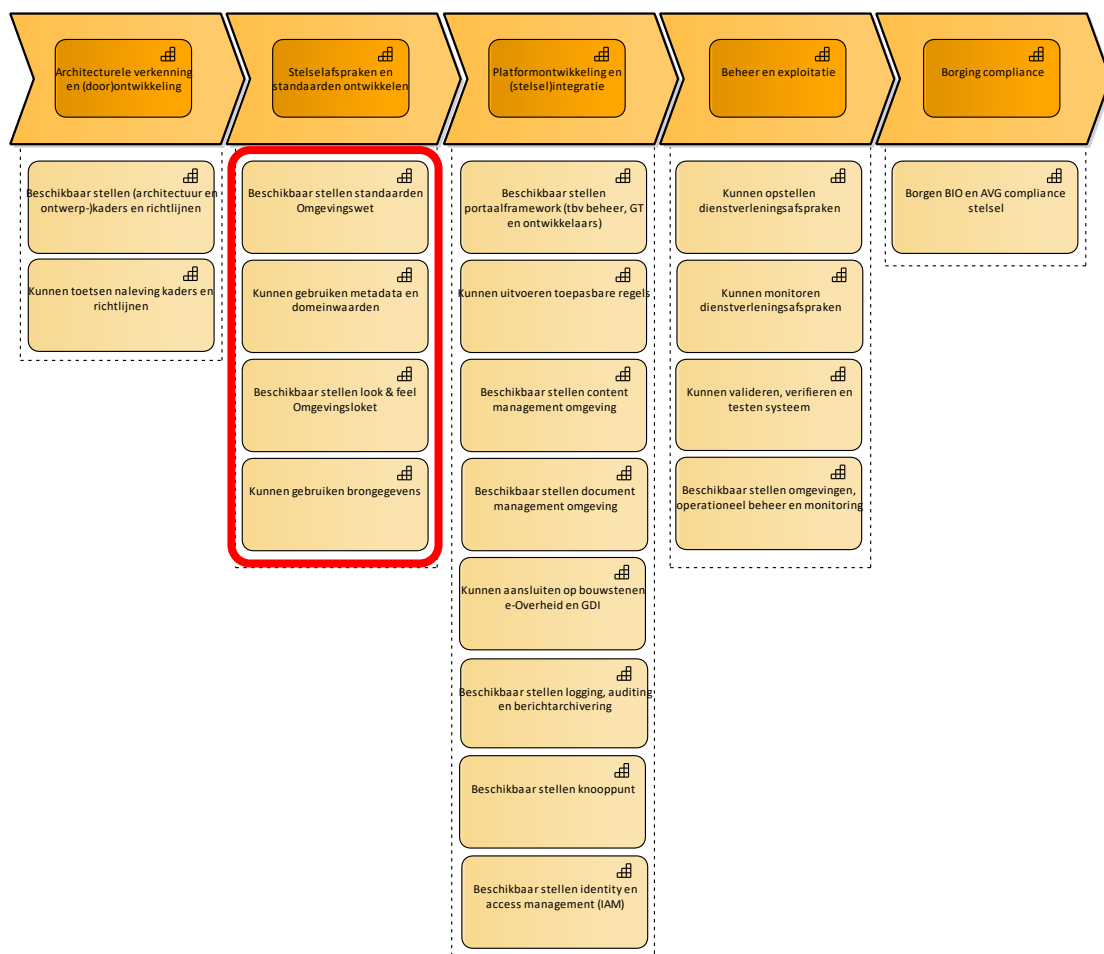 Architecturele verkenning
en (door)ontwikkeling
Stelselafspraken en
standaarden ontwikkelen
Platformontwikkeling en
(stelsel)integratie
Beheer en exploitatie
Borging compliance
Beschikbaar stellen (architectuur en
ontwerp-)kaders en richtlijnen
Kunnen toetsen naleving kaders en
richtlijnen
Beschikbaar stellen standaarden
Omgevingswet
Kunnen gebruiken metadata en
domeinwaarden
Beschikbaar stellen look & feel
Omgevingsloket
Kunnen gebruiken brongegevens
Beschikbaar stellen
portaalframework (tbv beheer, GT
en ontwikkelaars)
Kunnen uitvoeren toepasbare regels
Beschikbaar stellen content
management omgeving
Beschikbaar stellen document
management omgeving
Kunnen aansluiten op bouwstenen
e-Overheid en GDI
Beschikbaar stellen logging, auditing
en berichtarchivering
Beschikbaar stellen knooppunt
Beschikbaar stellen identity en
access management (IAM)
Kunnen opstellen
dienstverleningsafspraken
Kunnen monitoren
dienstverleningsafspraken
Kunnen valideren, verifieren en
testen systeem
Beschikbaar stellen omgevingen,
operationeel beheer en monitoring
Borgen BIO en AVG compliance
stelsel